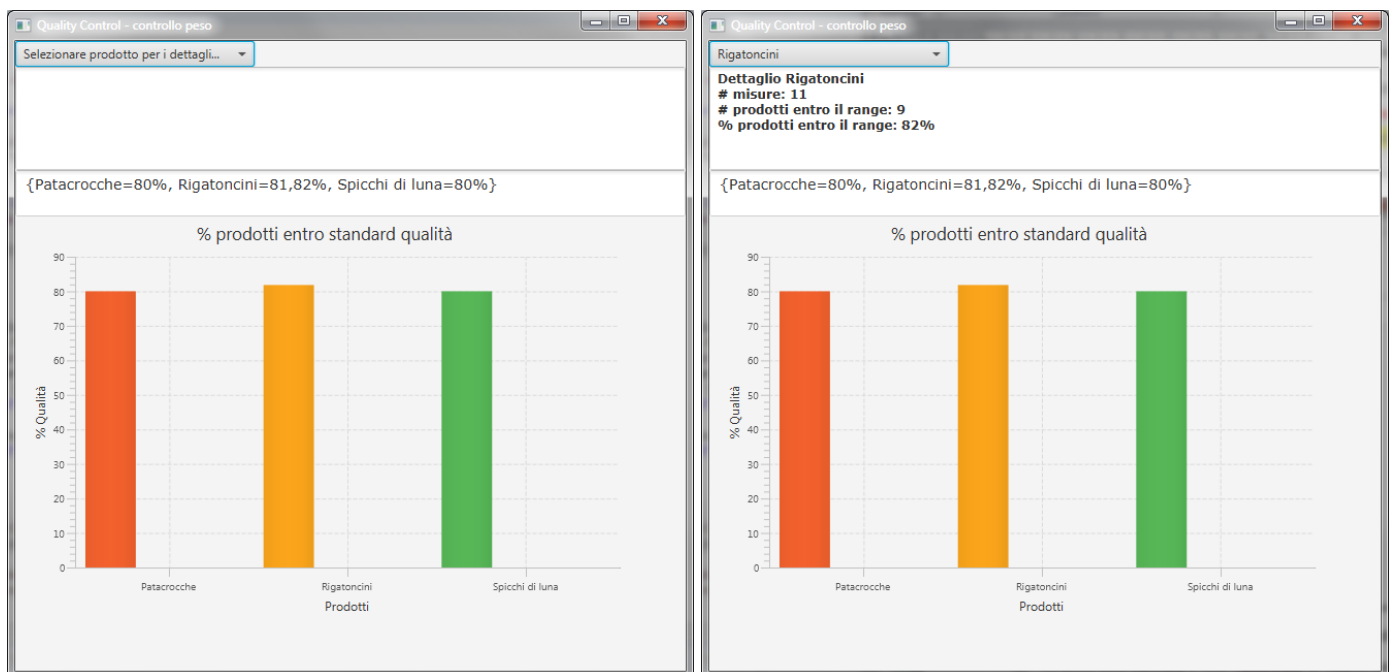 Quality Control - controllo peso
Selezionare prodotto per i dettagli...
{Patacrocche=80%, Rigatoncini=81,82%, Spicchi di luna=80%}
% prodotti entro standard qualità
90
80
70
60
50
40
30
20
10
0
% Qualità
Patacrocche
Rigatoncini
Spicchi di luna
Prodotti
Quality Control - controllo peso
Rigatoncini
Dettaglio Rigatoncini
# misure: 11
# prodotti entro il range: 9
% prodotti entro il range: 82%
{Patacrocche=80%, Rigatoncini=81,82%, Spicchi di luna=80%}
% prodotti entro standard qualità
90
80
70
60
50
40
30
20
10
0
% Qualità
Patacrocche
Rigatoncini
Spicchi di luna
Prodotti